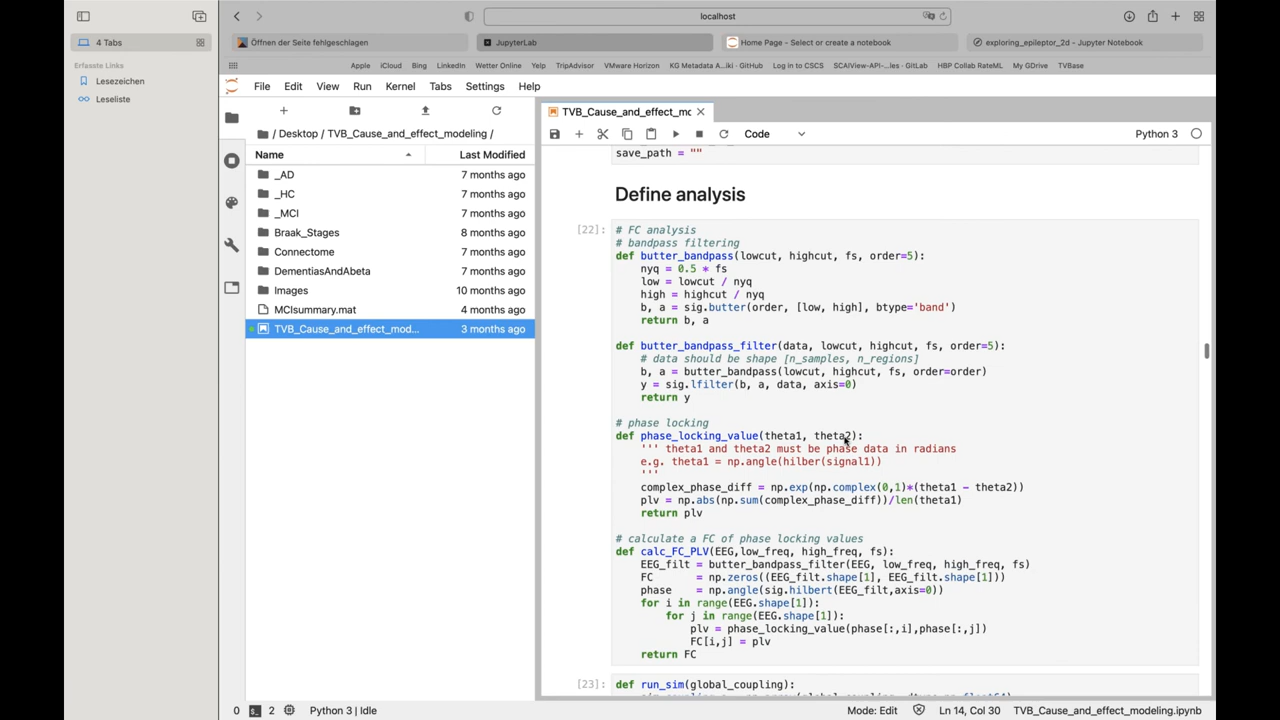 localhost
4 Tabs
Öffnen der Seite fehlgeschlagen
JupyterLab
Home Page - Select or create a notebook
exploring_epileptor_2d - Jupyter Notebook
Erfasste Links
Apple iCloud Bing LinkedIn Wetter Online Yelp TripAdvisor VMware Horizon KG Metadata A...iki · GitHub Log in to CSCS SCAIView-API-...es · GitLab HBP Collab RateML My GDrive TVBase
Lesezeichen
Leseliste
File Edit View Run Kernel Tabs Settings Help
/ Desktop / TVB_Cause_and_effect_modeling /
Name Last Modified
_AD 7 months ago
_HC 7 months ago
_MCI 7 months ago
Braak_Stages 8 months ago
Connectome 7 months ago
DementiasAndAbeta 7 months ago
Images 10 months ago
MCIsummary.mat 4 months ago
TVB_Cause_and_effect_mod... 3 months ago
TVB_Cause_and_effect_mc
Code Python 3
save_path = ""
Define analysis
[22]:
# FC analysis
# bandpass filtering
def butter_bandpass(lowcut, highcut, fs, order=5):
nyq = 0.5 * fs
low = lowcut / nyq
high = highcut / nyq
b, a = sig.butter(order, [low, high], btype='band')
return b, a
def butter_bandpass_filter(data, lowcut, highcut, fs, order=5):
# data should be shape [n_samples, n_regions]
b, a = butter_bandpass(lowcut, highcut, fs, order=order)
y = sig.lfilter(b, a, data, axis=0)
return y
# phase locking
def phase_locking_value(theta1, theta2):
''' theta1 and theta2 must be phase data in radians
e.g. theta1 = np.angle(hilber(signal1))
'''
complex_phase_diff = np.exp(np.complex(0,1)*(theta1 - theta2))
plv = np.abs(np.sum(complex_phase_diff))/len(theta1)
return plv
# calculate a FC of phase locking values
def calc_FC_PLV(EEG,low_freq, high_freq, fs):
EEG_filt = butter_bandpass_filter(EEG, low_freq, high_freq, fs)
FC = np.zeros((EEG_filt.shape[1], EEG_filt.shape[1]))
phase = np.angle(sig.hilbert(EEG_filt,axis=0))
for i in range(EEG.shape[1]):
for j in range(EEG.shape[1]):
plv = phase_locking_value(phase[:,i],phase[:,j])
FC[i,j] = plv
return FC
[23]:
def run_sim(global_coupling):
0 2 Python 3 | Idle Mode: Edit Ln 14, Col 30 TVB_Cause_and_effect_modeling.ipynb